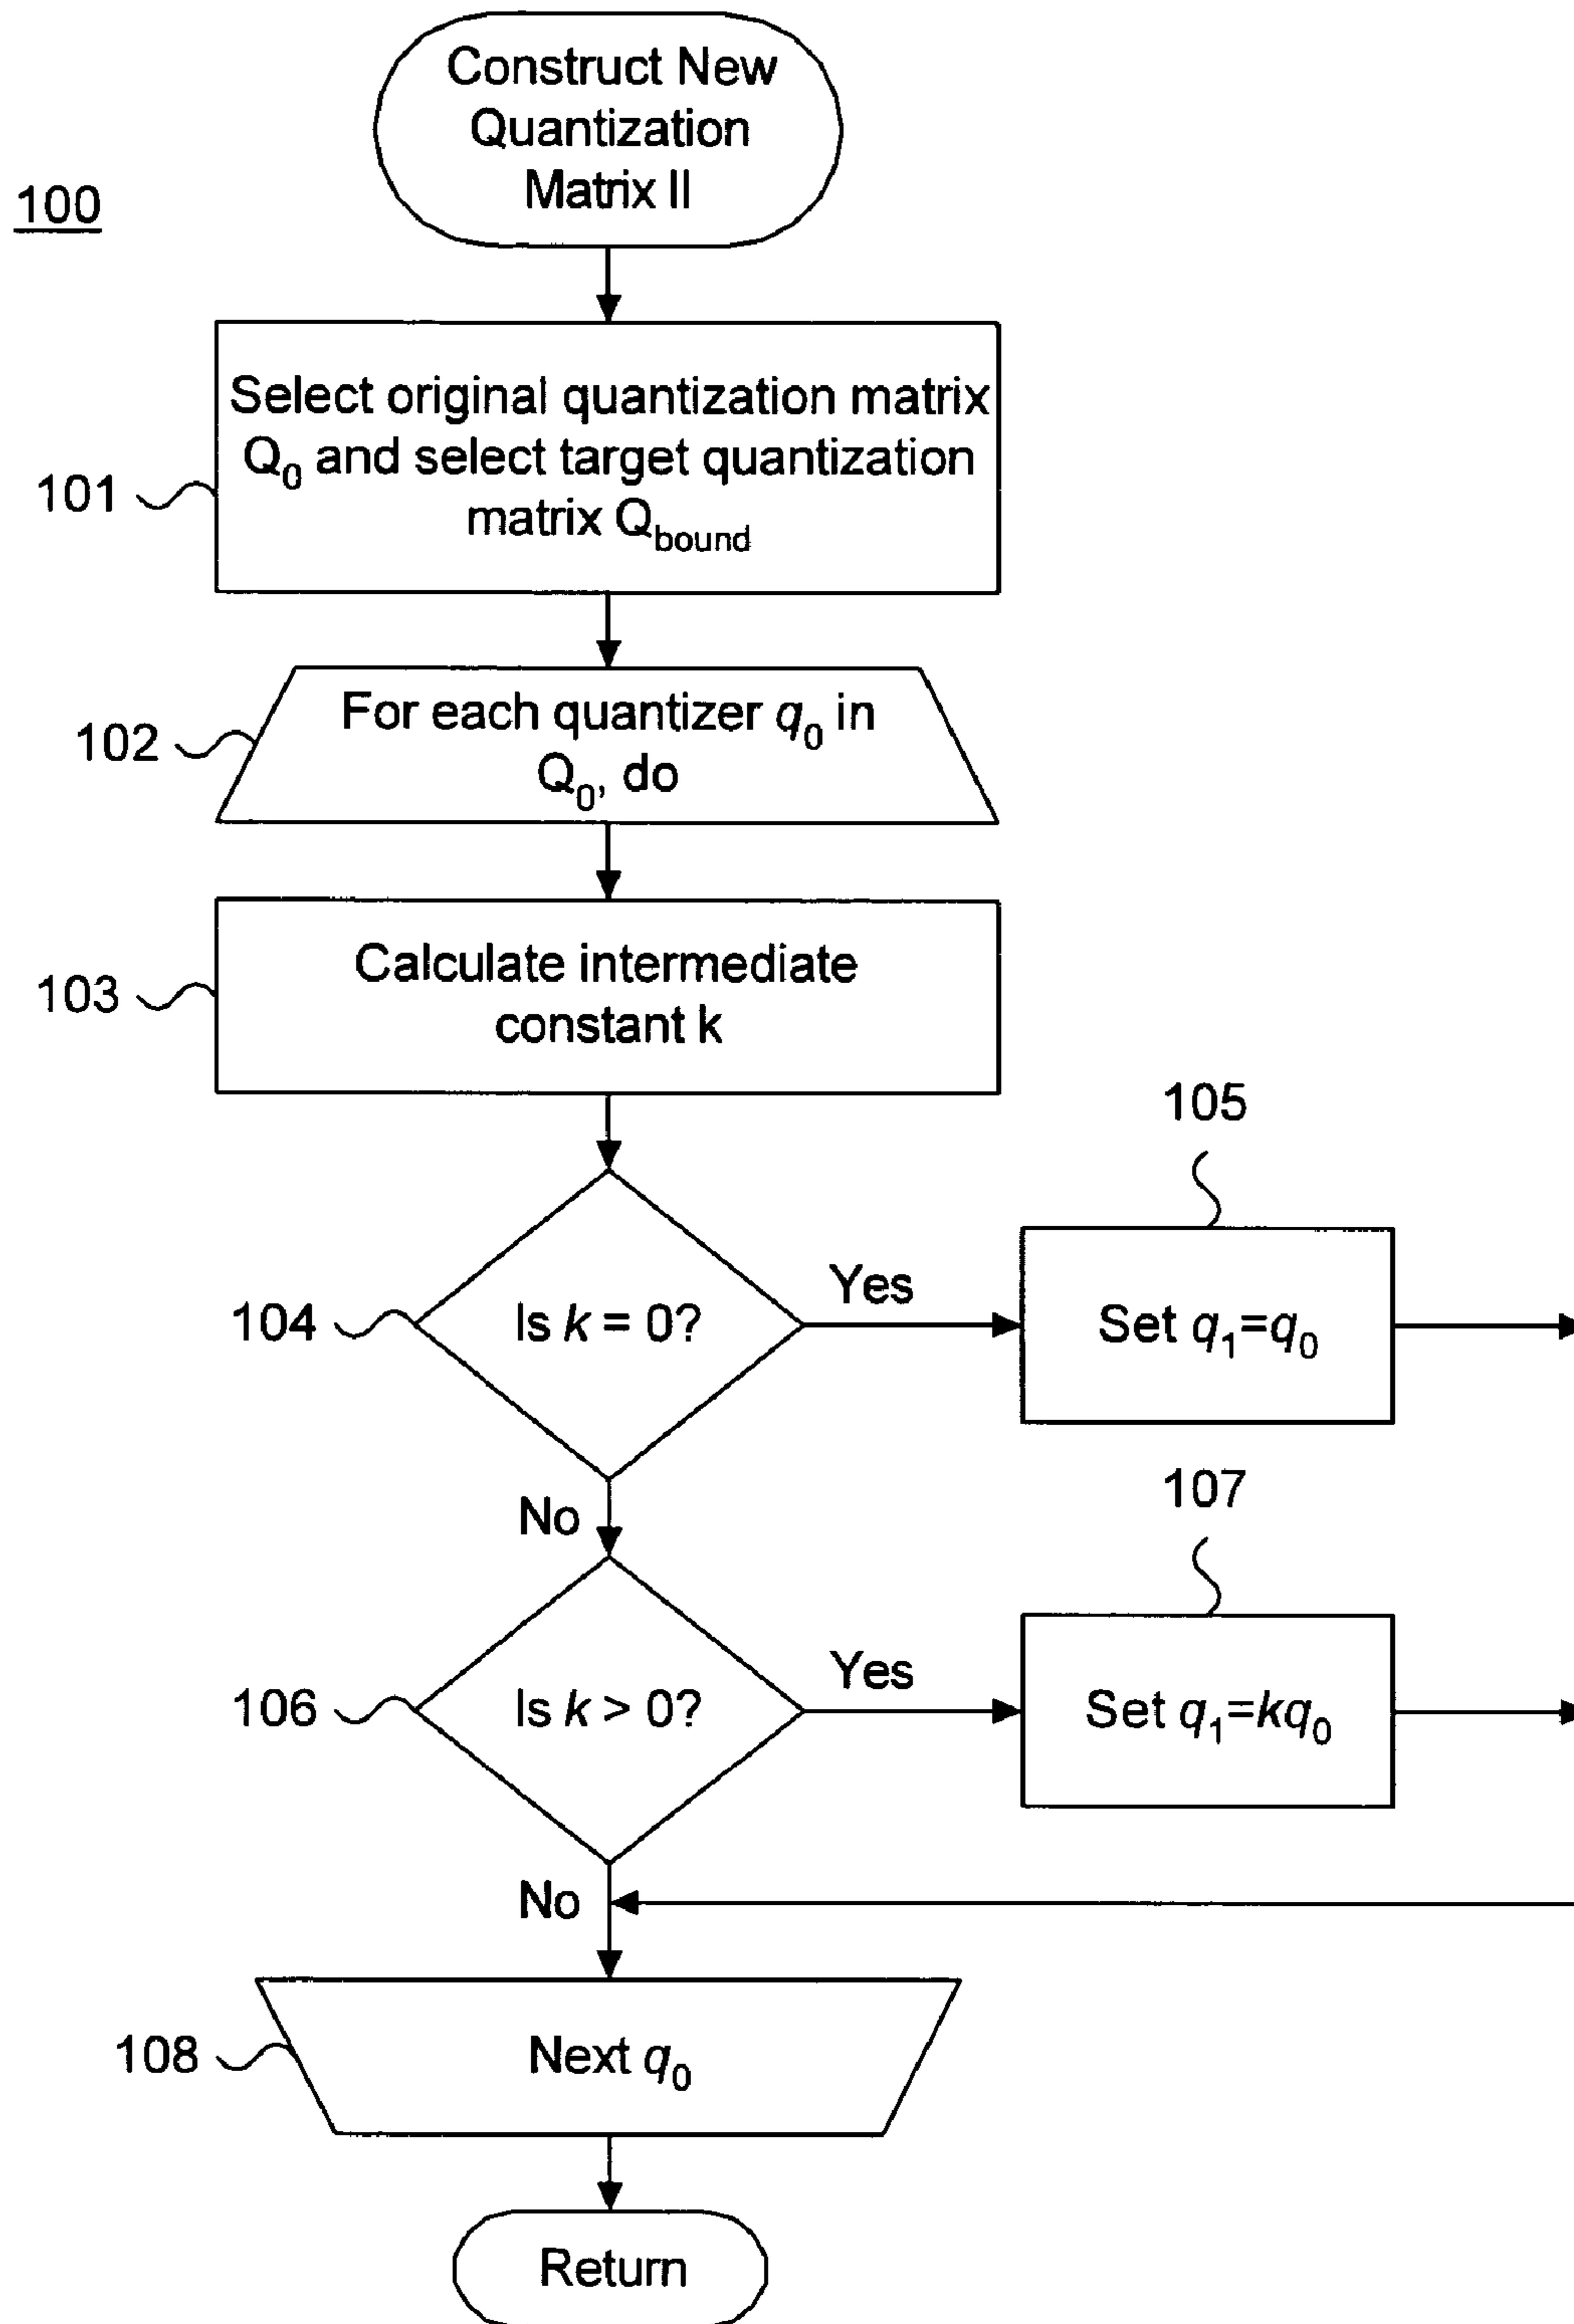 Construct New
Quantization
Matrix II
100
Select original quantization matrix
Q₀ and select target quantization
matrix Q_bound
101
For each quantizer q₀ in
Q₀, do
102
Calculate intermediate
constant k
103
105
Is k = 0?
Yes
Set q₁=q₀
104
No
107
Is k > 0?
Yes
Set q₁=kq₀
106
No
Next q₀
108
Return